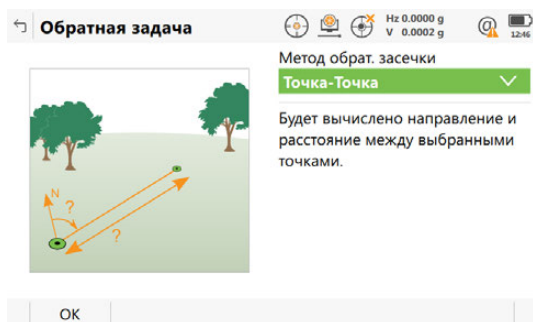 Обратная задача
Hz 0.0000 g
V 0.0002 g
12:46
Метод обрат. засечки
Точка-Точка
Будет вычислено направление и
расстояние между выбранными
точками.
N
?
?
OK